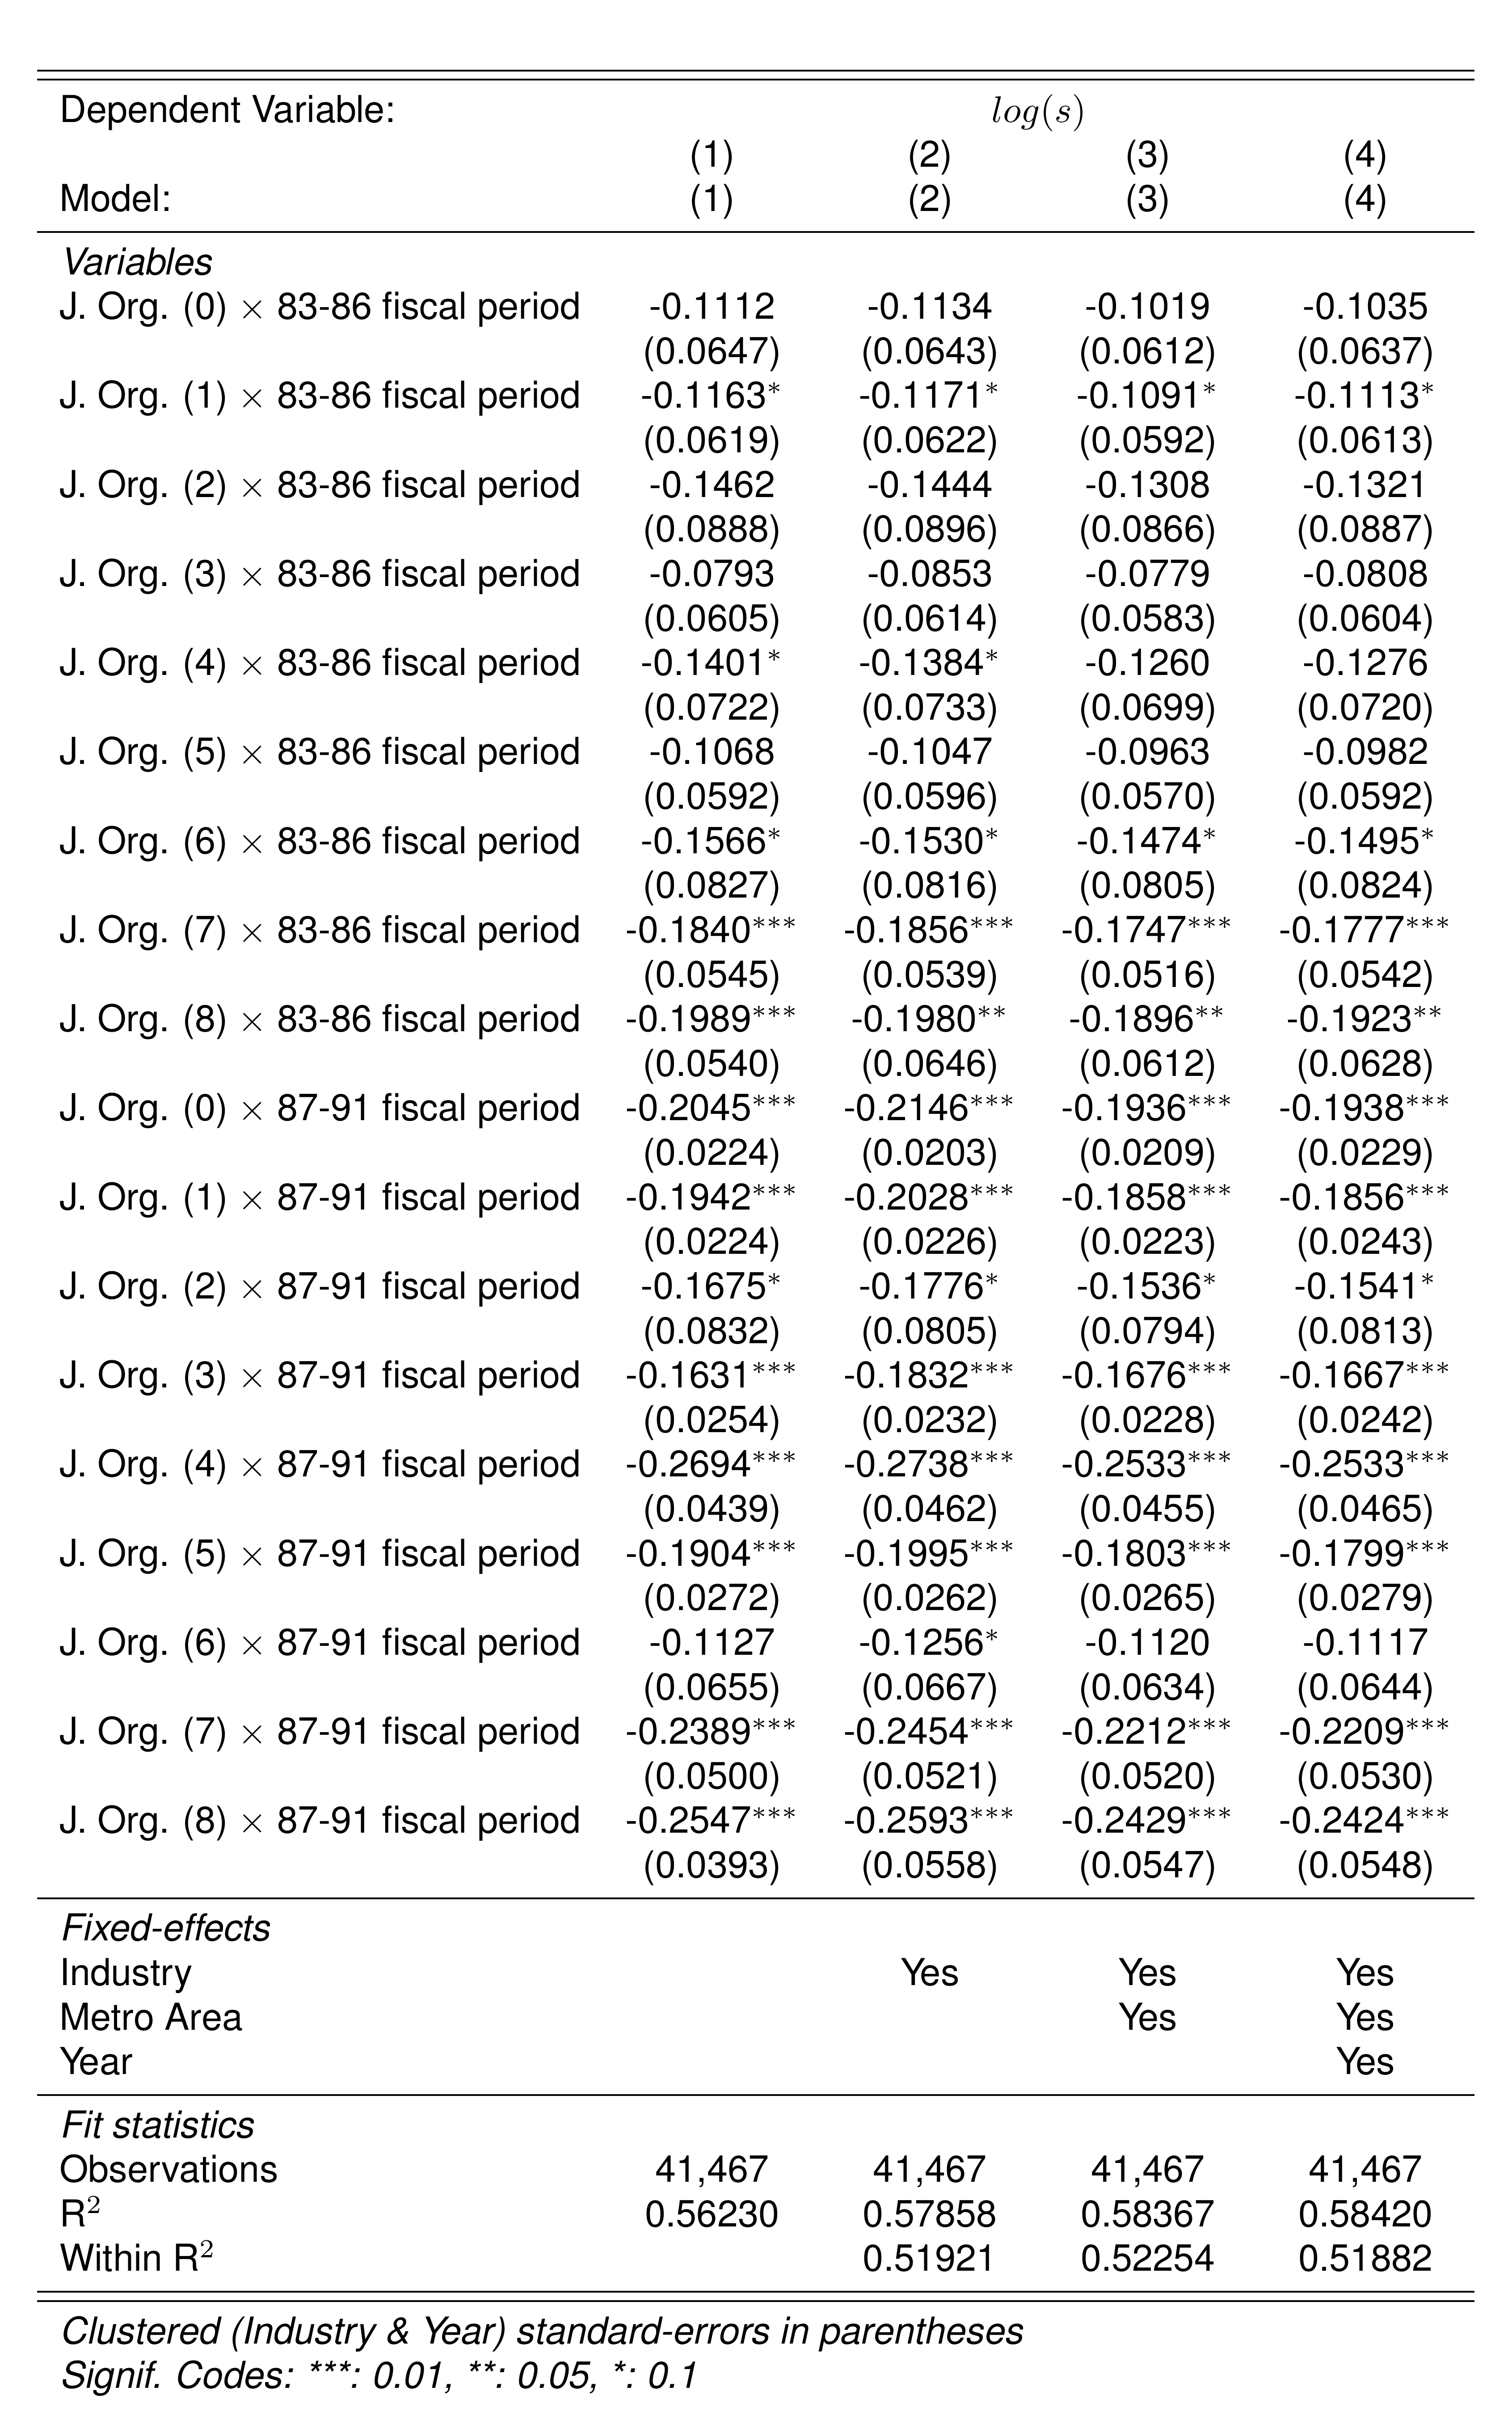 Dependent Variable: log(s)
(1) (2) (3) (4)
Model: (1) (2) (3) (4)
Variables
J. Org. (0) × 83-86 fiscal period -0.1112 -0.1134 -0.1019 -0.1035
(0.0647) (0.0643) (0.0612) (0.0637)
J. Org. (1) × 83-86 fiscal period -0.1163* -0.1171* -0.1091* -0.1113*
(0.0619) (0.0622) (0.0592) (0.0613)
J. Org. (2) × 83-86 fiscal period -0.1462 -0.1444 -0.1308 -0.1321
(0.0888) (0.0896) (0.0866) (0.0887)
J. Org. (3) × 83-86 fiscal period -0.0793 -0.0853 -0.0779 -0.0808
(0.0605) (0.0614) (0.0583) (0.0604)
J. Org. (4) × 83-86 fiscal period -0.1401* -0.1384* -0.1260 -0.1276
(0.0722) (0.0733) (0.0699) (0.0720)
J. Org. (5) × 83-86 fiscal period -0.1068 -0.1047 -0.0963 -0.0982
(0.0592) (0.0596) (0.0570) (0.0592)
J. Org. (6) × 83-86 fiscal period -0.1566* -0.1530* -0.1474* -0.1495*
(0.0827) (0.0816) (0.0805) (0.0824)
J. Org. (7) × 83-86 fiscal period -0.1840*** -0.1856*** -0.1747*** -0.1777***
(0.0545) (0.0539) (0.0516) (0.0542)
J. Org. (8) × 83-86 fiscal period -0.1989*** -0.1980** -0.1896** -0.1923**
(0.0540) (0.0646) (0.0612) (0.0628)
J. Org. (0) × 87-91 fiscal period -0.2045*** -0.2146*** -0.1936*** -0.1938***
(0.0224) (0.0203) (0.0209) (0.0229)
J. Org. (1) × 87-91 fiscal period -0.1942*** -0.2028*** -0.1858*** -0.1856***
(0.0224) (0.0226) (0.0223) (0.0243)
J. Org. (2) × 87-91 fiscal period -0.1675* -0.1776* -0.1536* -0.1541*
(0.0832) (0.0805) (0.0794) (0.0813)
J. Org. (3) × 87-91 fiscal period -0.1631*** -0.1832*** -0.1676*** -0.1667***
(0.0254) (0.0232) (0.0228) (0.0242)
J. Org. (4) × 87-91 fiscal period -0.2694*** -0.2738*** -0.2533*** -0.2533***
(0.0439) (0.0462) (0.0455) (0.0465)
J. Org. (5) × 87-91 fiscal period -0.1904*** -0.1995*** -0.1803*** -0.1799***
(0.0272) (0.0262) (0.0265) (0.0279)
J. Org. (6) × 87-91 fiscal period -0.1127 -0.1256* -0.1120 -0.1117
(0.0655) (0.0667) (0.0634) (0.0644)
J. Org. (7) × 87-91 fiscal period -0.2389*** -0.2454*** -0.2212*** -0.2209***
(0.0500) (0.0521) (0.0520) (0.0530)
J. Org. (8) × 87-91 fiscal period -0.2547*** -0.2593*** -0.2429*** -0.2424***
(0.0393) (0.0558) (0.0547) (0.0548)
Fixed-effects
Industry Yes Yes Yes
Metro Area Yes Yes
Year Yes
Fit statistics
Observations 41,467 41,467 41,467 41,467
R² 0.56230 0.57858 0.58367 0.58420
Within R² 0.51921 0.52254 0.51882
Clustered (Industry & Year) standard-errors in parentheses
Signif. Codes: ***: 0.01, **: 0.05, *: 0.1